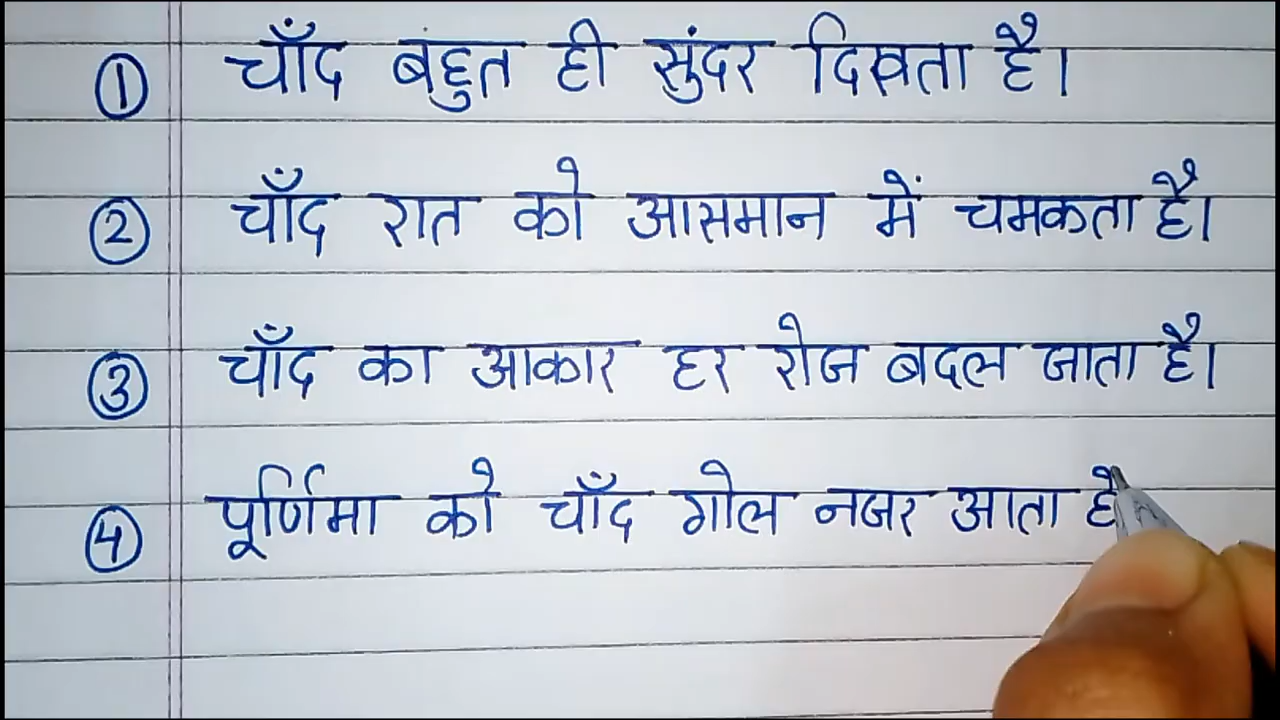 ① चाँद बहुत ही सुंदर दिखता है।
② चाँद रात को आसमान में चमकता है।
③ चाँद का आकार हर रोज बदल जाता है।
④ पूर्णिमा को चाँद गोल नजर आता है